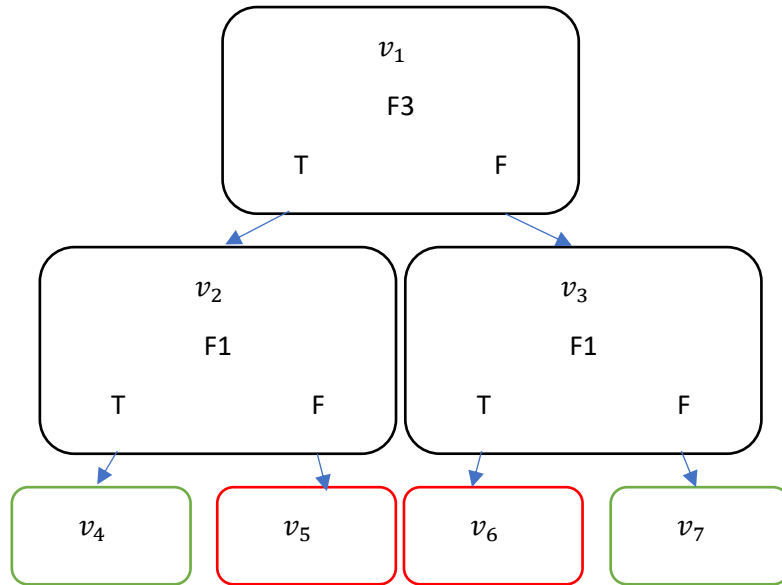 v₁
F3
T F
v₂ v₃
F1 F1
T F T F
v₄ v₅ v₆ v₇